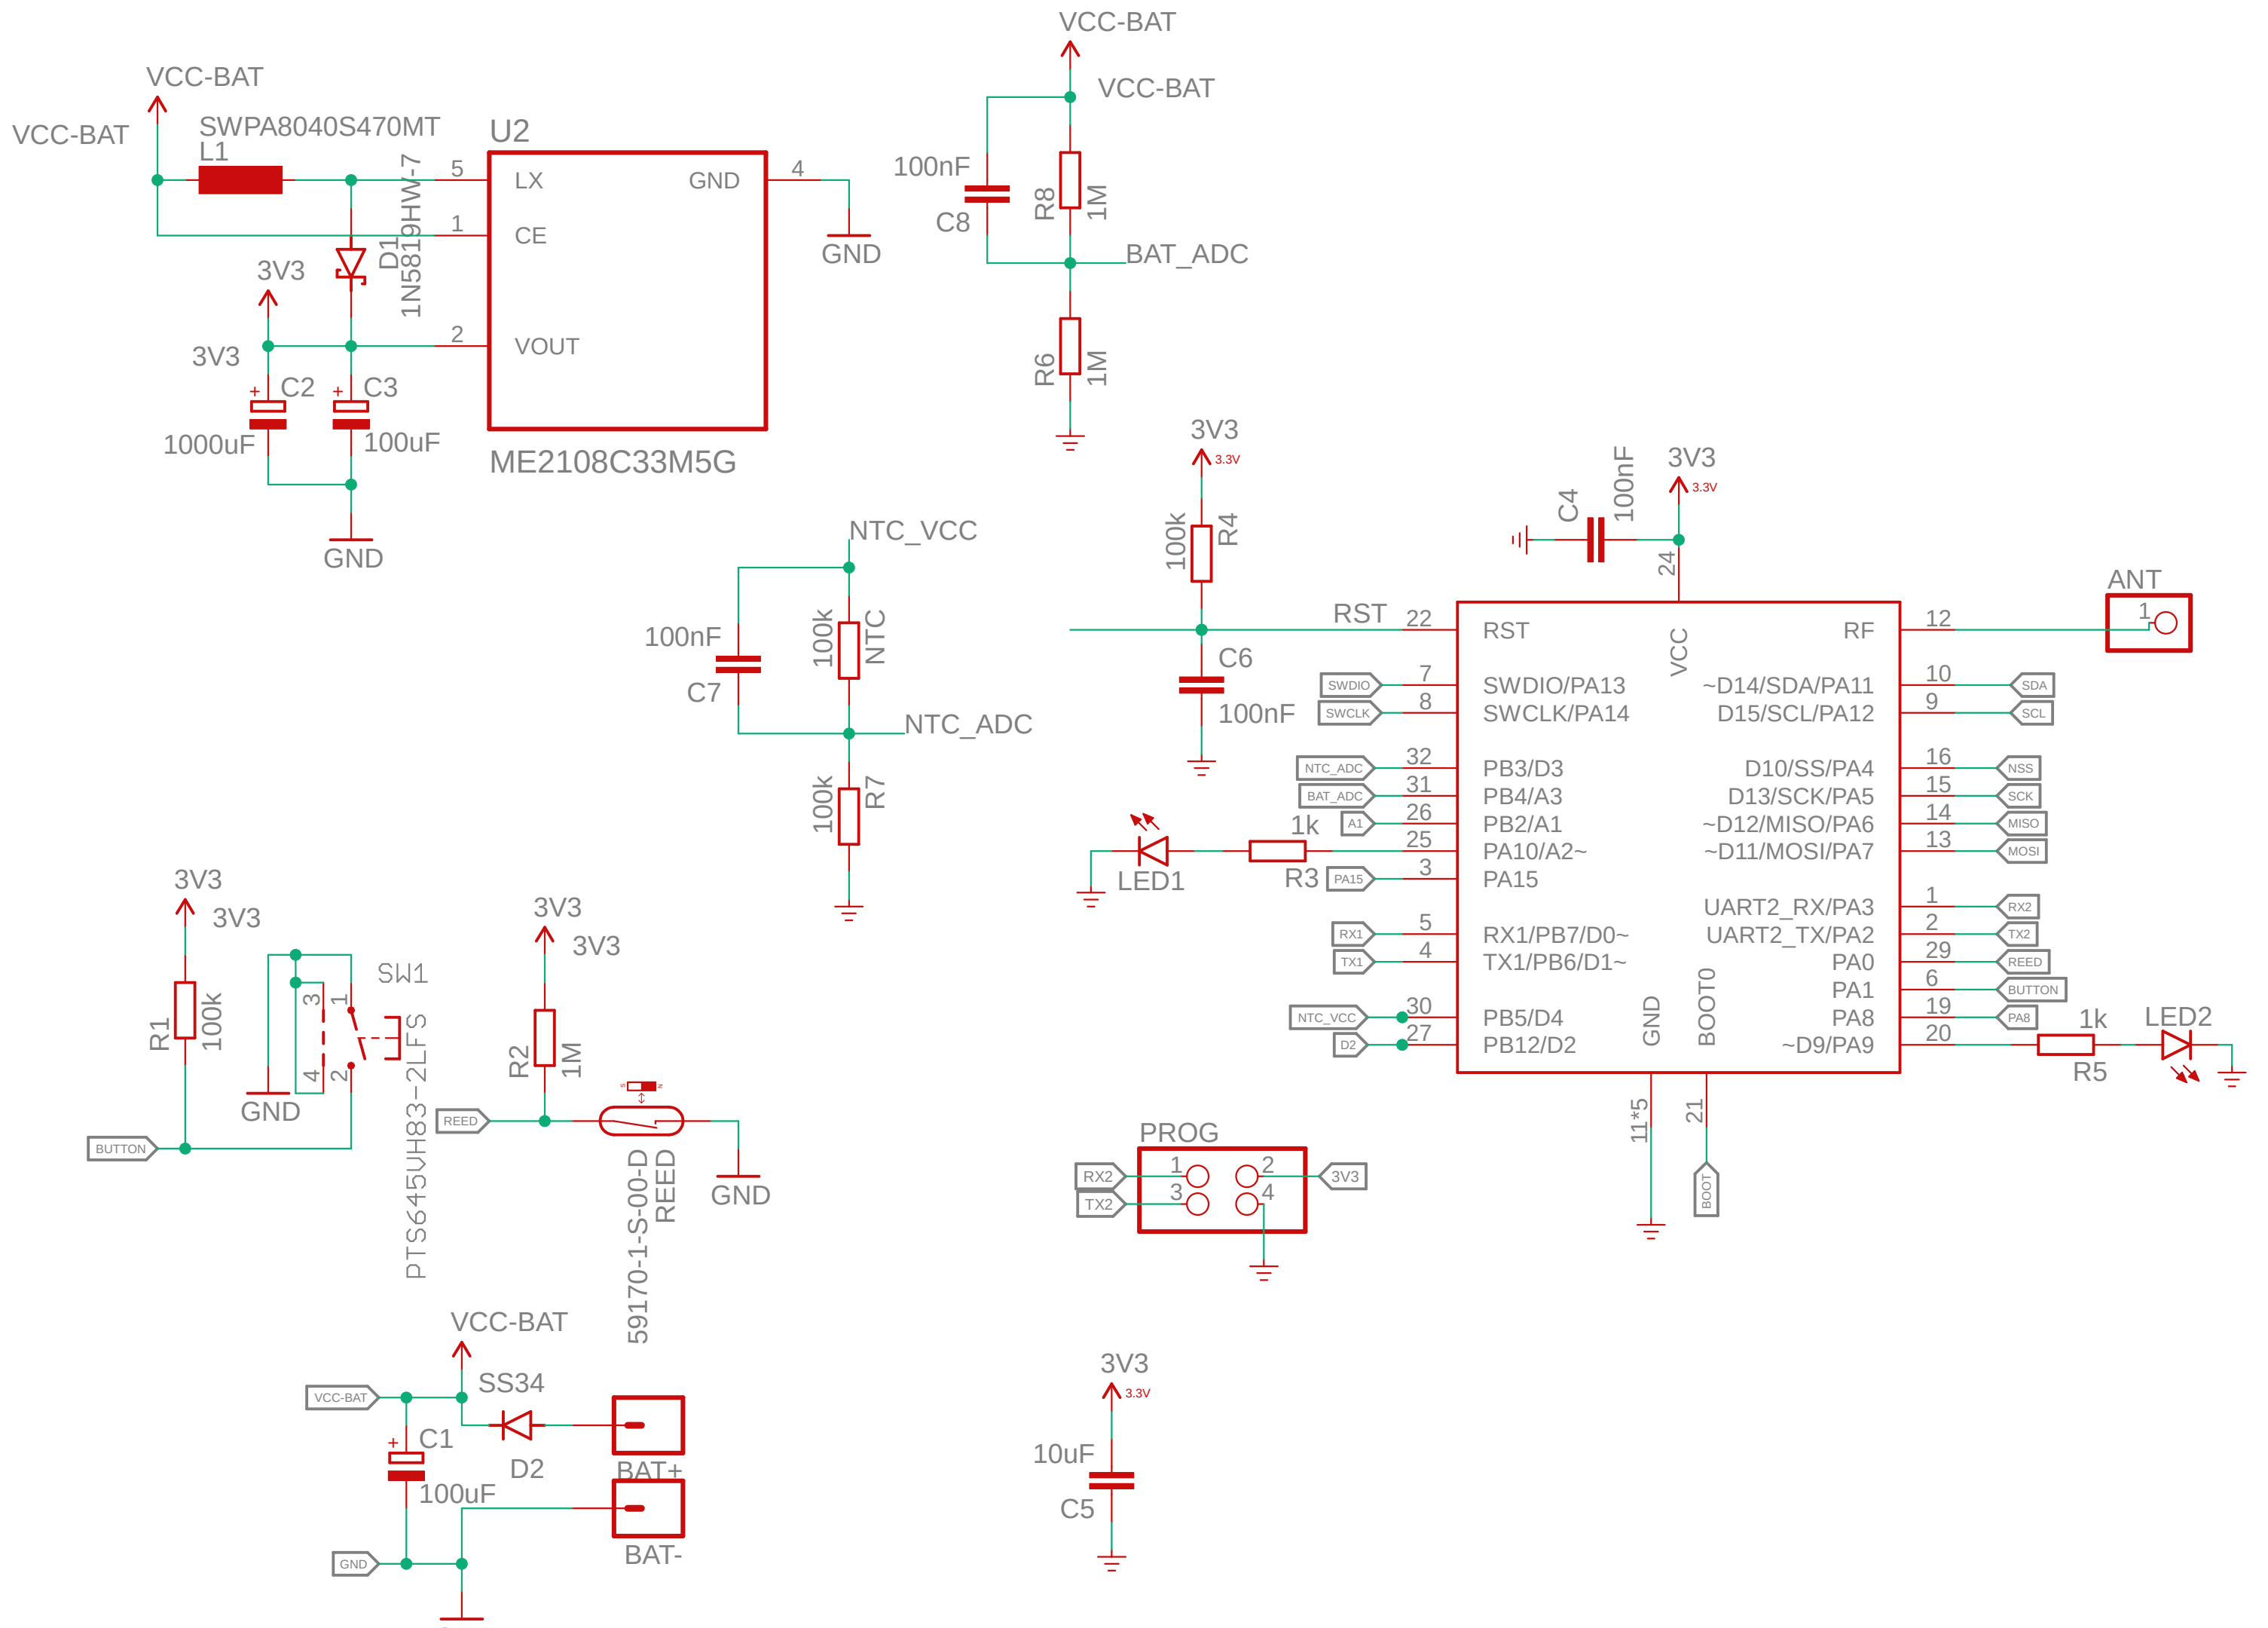 VCC-BAT
VCC-BAT
SWPA8040S470MT
L1
1N5819HW-7
D1
3V3
3V3
C2
1000uF
C3
100uF
GND
U2
5
LX
1
CE
2
VOUT
GND
4
GND
ME2108C33M5G
VCC-BAT
VCC-BAT
100nF
C8
R8
1M
BAT_ADC
R6
1M
NTC_VCC
100nF
C7
100k
NTC
NTC_ADC
100k
R7
3V3
3.3V
100k
R4
RST
C6
100nF
C4
100nF
3V3
3.3V
24
VCC
22
RST
SWDIO
7
SWDIO/PA13
SWCLK
8
SWCLK/PA14
NTC_ADC
32
PB3/D3
BAT_ADC
31
PB4/A3
A1
26
PB2/A1
LED1
1k
R3
25
PA10/A2~
PA15
3
PA15
RX1
5
RX1/PB7/D0~
TX1
4
TX1/PB6/D1~
NTC_VCC
30
PB5/D4
D2
27
PB12/D2
GND
11*5
BOOT0
21
BOOT
RF
12
ANT
1
~D14/SDA/PA11
10
SDA
D15/SCL/PA12
9
SCL
D10/SS/PA4
16
NSS
D13/SCK/PA5
15
SCK
~D12/MISO/PA6
14
MISO
~D11/MOSI/PA7
13
MOSI
UART2_RX/PA3
1
RX2
UART2_TX/PA2
2
TX2
PA0
29
REED
PA1
6
BUTTON
PA8
19
PA8
~D9/PA9
20
1k
R5
LED2
3V3
3V3
R1
100k
BUTTON
GND
3
1
4
2
SW1
PTS645VH83-2LFS
3V3
3V3
R2
1M
REED
S
N
59170-1-S-00-D
REED
GND
PROG
RX2
1
2
3V3
TX2
3
4
VCC-BAT
VCC-BAT
SS34
D2
C1
100uF
BAT+
BAT-
GND
3V3
3.3V
10uF
C5